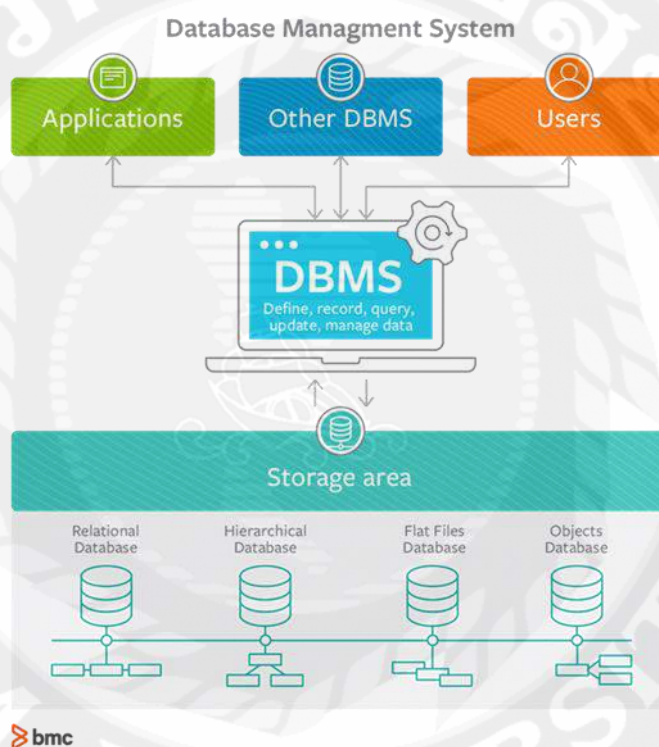 Database Managment System
Applications
Other DBMS
Users
DBMS
Define, record, query,
update, manage data
Storage area
Relational
Database
Hierarchical
Database
Flat Files
Database
Objects
Database
bmc